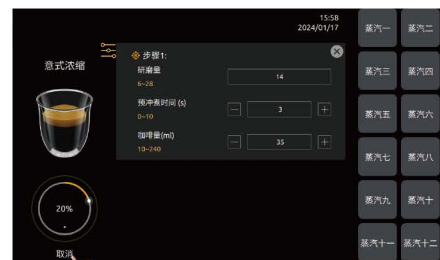 15:58
2024/01/17
意式浓缩
步骤1:
研磨量
6~28
14
预冲煮时间 (s)
0~10
3
咖啡量(ml)
10~240
35
20%
取消
蒸汽一 蒸汽二
蒸汽三 蒸汽四
蒸汽五 蒸汽六
蒸汽七 蒸汽八
蒸汽九 蒸汽十
蒸汽十一 蒸汽十二